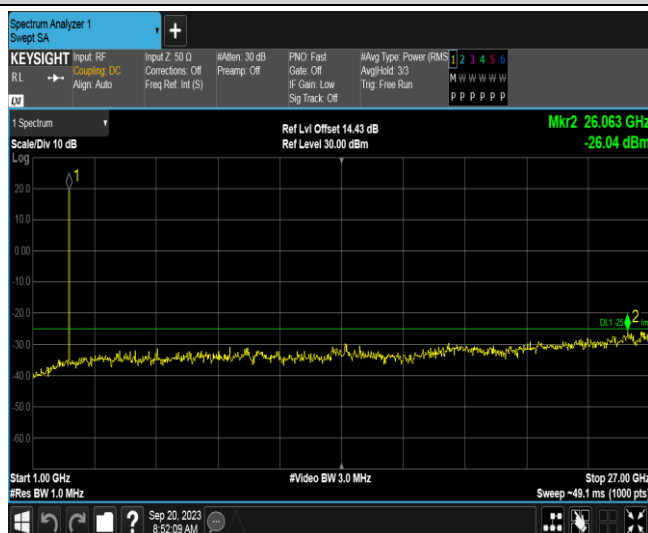 Spectrum Analyzer 1
Swept SA
+
KEYSIGHT
RL
LXI
Input: RF
Coupling: DC
Align: Auto
Input Z: 50 Ω
Corrections: Off
Freq Ref: Int (S)
#Atten: 30 dB
Preamp: Off
PNO: Fast
Gate: Off
IF Gain: Low
Sig Track: Off
#Avg Type: Power (RMS
Avg|Hold: 3/3
Trig: Free Run
1 2 3 4 5 6
M W W W W W
P P P P P P
1 Spectrum
Scale/Div 10 dB
Log
Ref Lvl Offset 14.43 dB
Ref Level 30.00 dBm
Mkr2 26.063 GHz
-26.04 dBm
1
20.0
10.0
0.00
-10.0
-20.0
DL1 -25
2
-30.0
-40.0
-50.0
-60.0
Start 1.00 GHz
#Res BW 1.0 MHz
#Video BW 3.0 MHz
Stop 27.00 GHz
Sweep ~49.1 ms (1000 pts)
?
Sep 20, 2023
8:52:09 AM